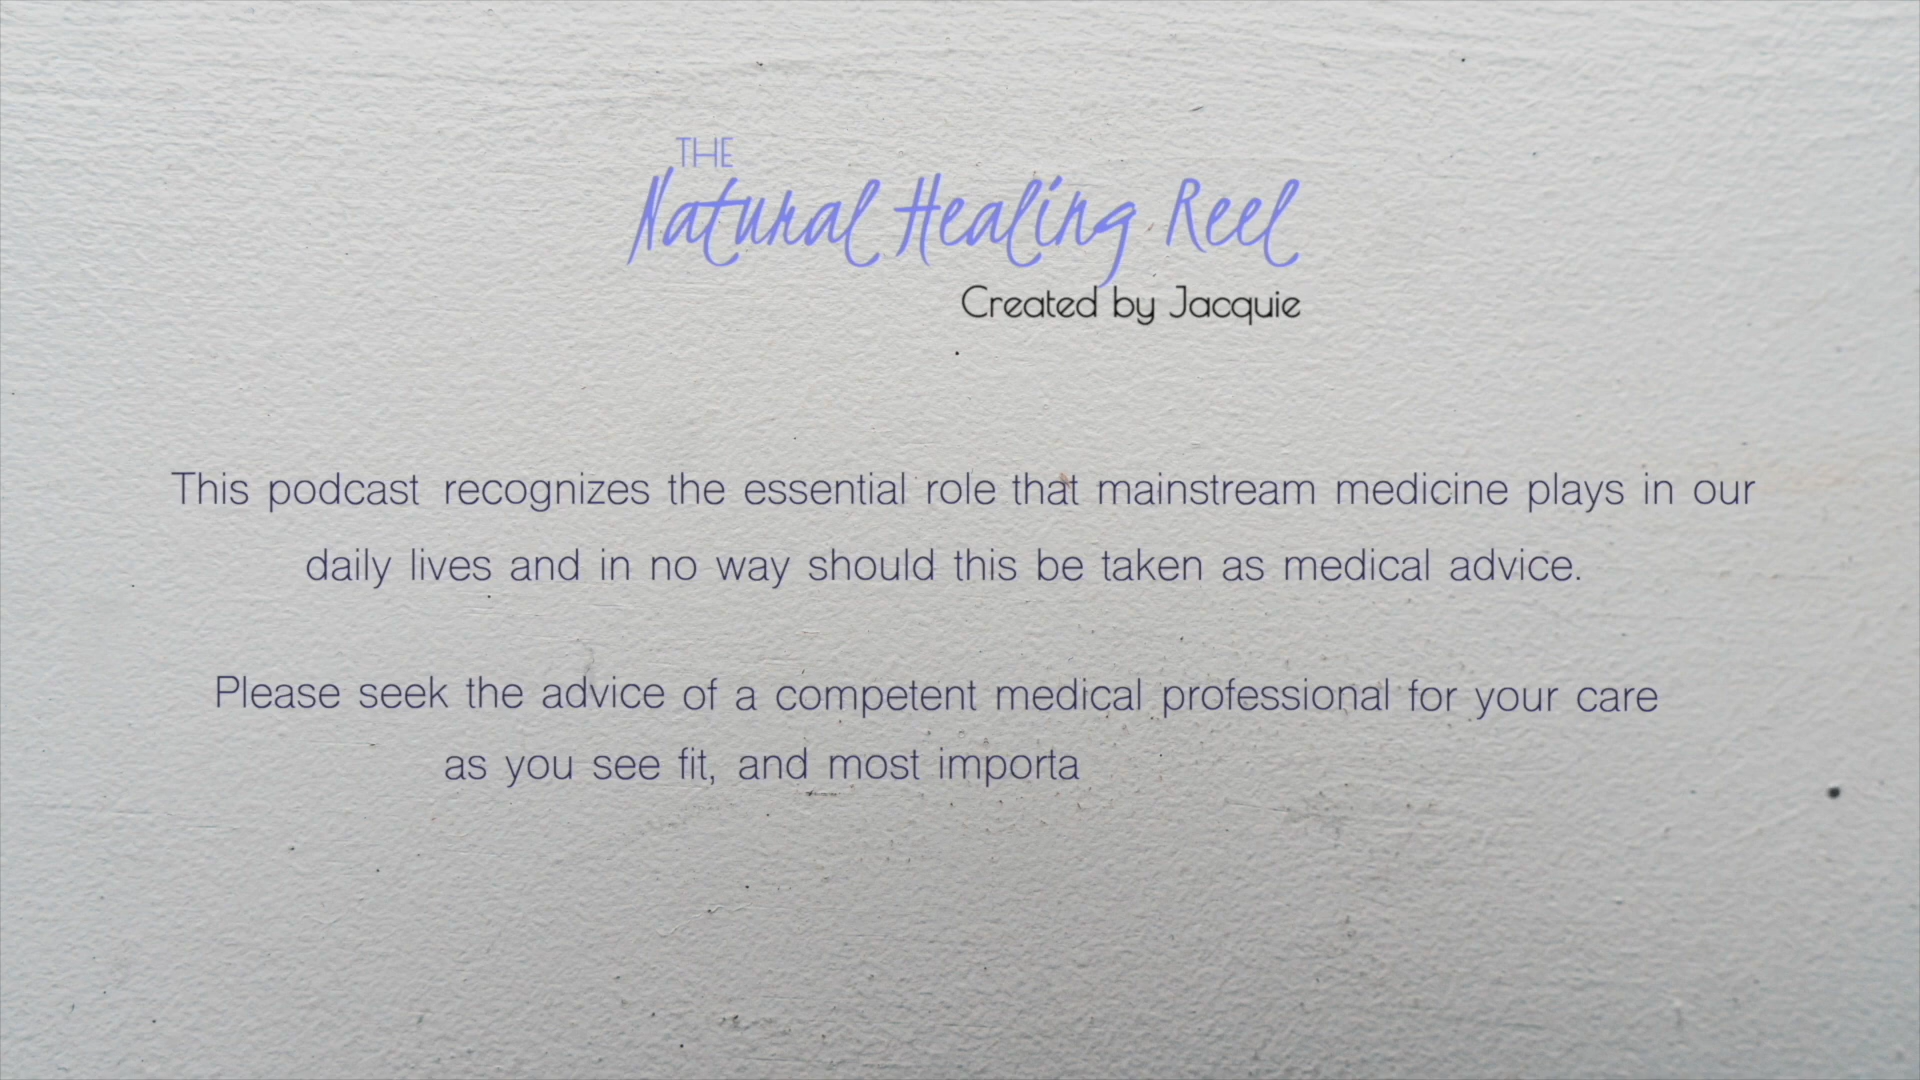 THE
Natural Healing Reel
Created by Jacquie
This podcast recognizes the essential role that mainstream medicine plays in our
daily lives and in no way should this be taken as medical advice.
Please seek the advice of a competent medical professional for your care
as you see fit, and most importa